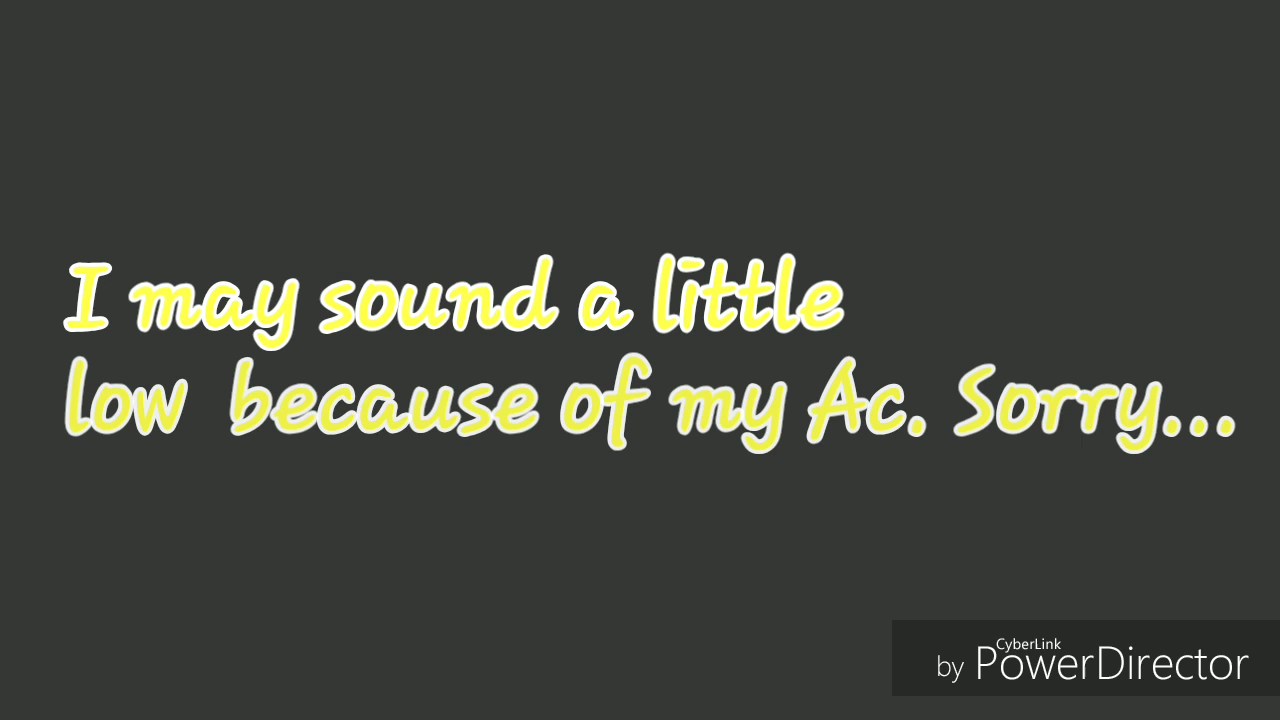 I may sound a little
low  because of my Ac. Sorry...
by CyberLink PowerDirector